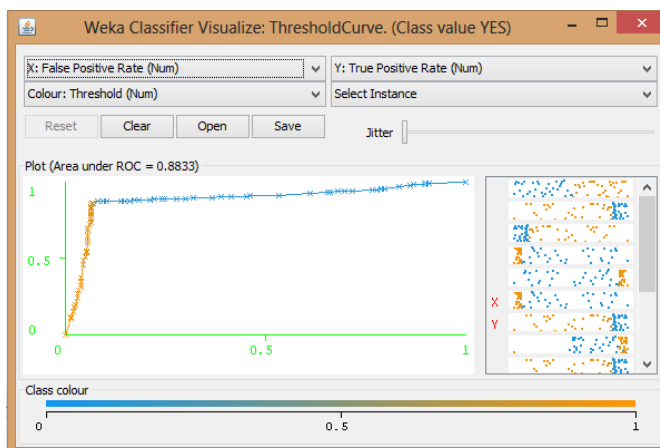 Weka Classifier Visualize: ThresholdCurve. (Class value YES)
X: False Positive Rate (Num) Y: True Positive Rate (Num)
Colour: Threshold (Num) Select Instance
Reset Clear Open Save Jitter
Plot (Area under ROC = 0.8833)
1
0.5
0
0 0.5 1
X
Y
Class colour
0 0.5 1